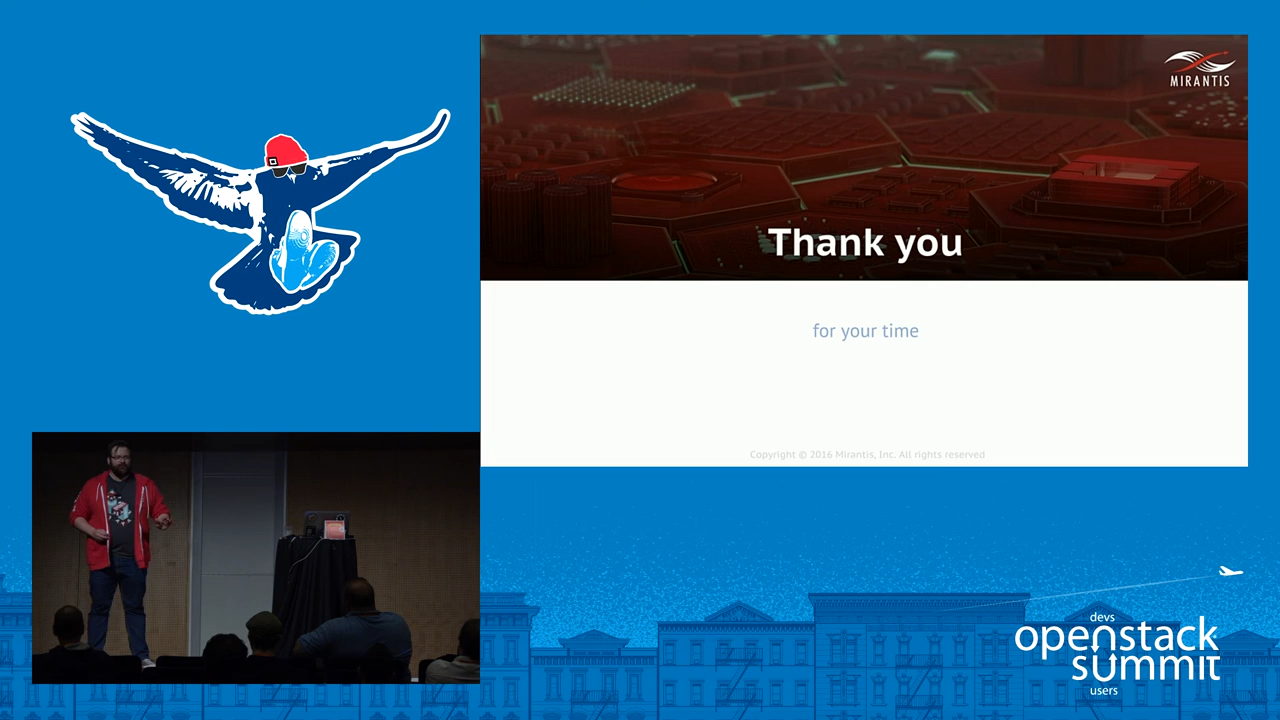 MIRANTIS
Thank you
for your time
Copyright © 2016 Mirantis, Inc. All rights reserved
devs
openstack
summit
users